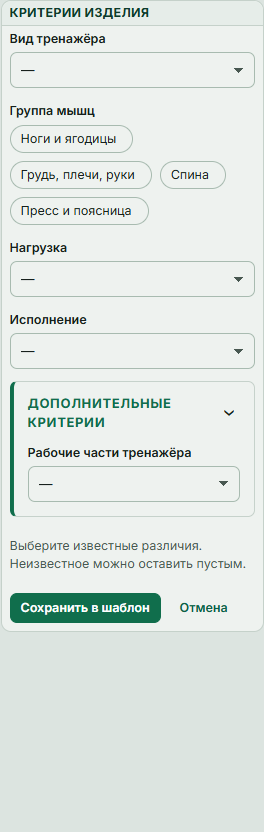 КРИТЕРИИ ИЗДЕЛИЯ
Вид тренажёра
—
Группа мышц
Ноги и ягодицы
Грудь, плечи, руки
Спина
Пресс и поясница
Нагрузка
—
Исполнение
—
ДОПОЛНИТЕЛЬНЫЕ
КРИТЕРИИ
Рабочие части тренажёра
—
Выберите известные различия.
Неизвестное можно оставить пустым.
Сохранить в шаблон
Отмена